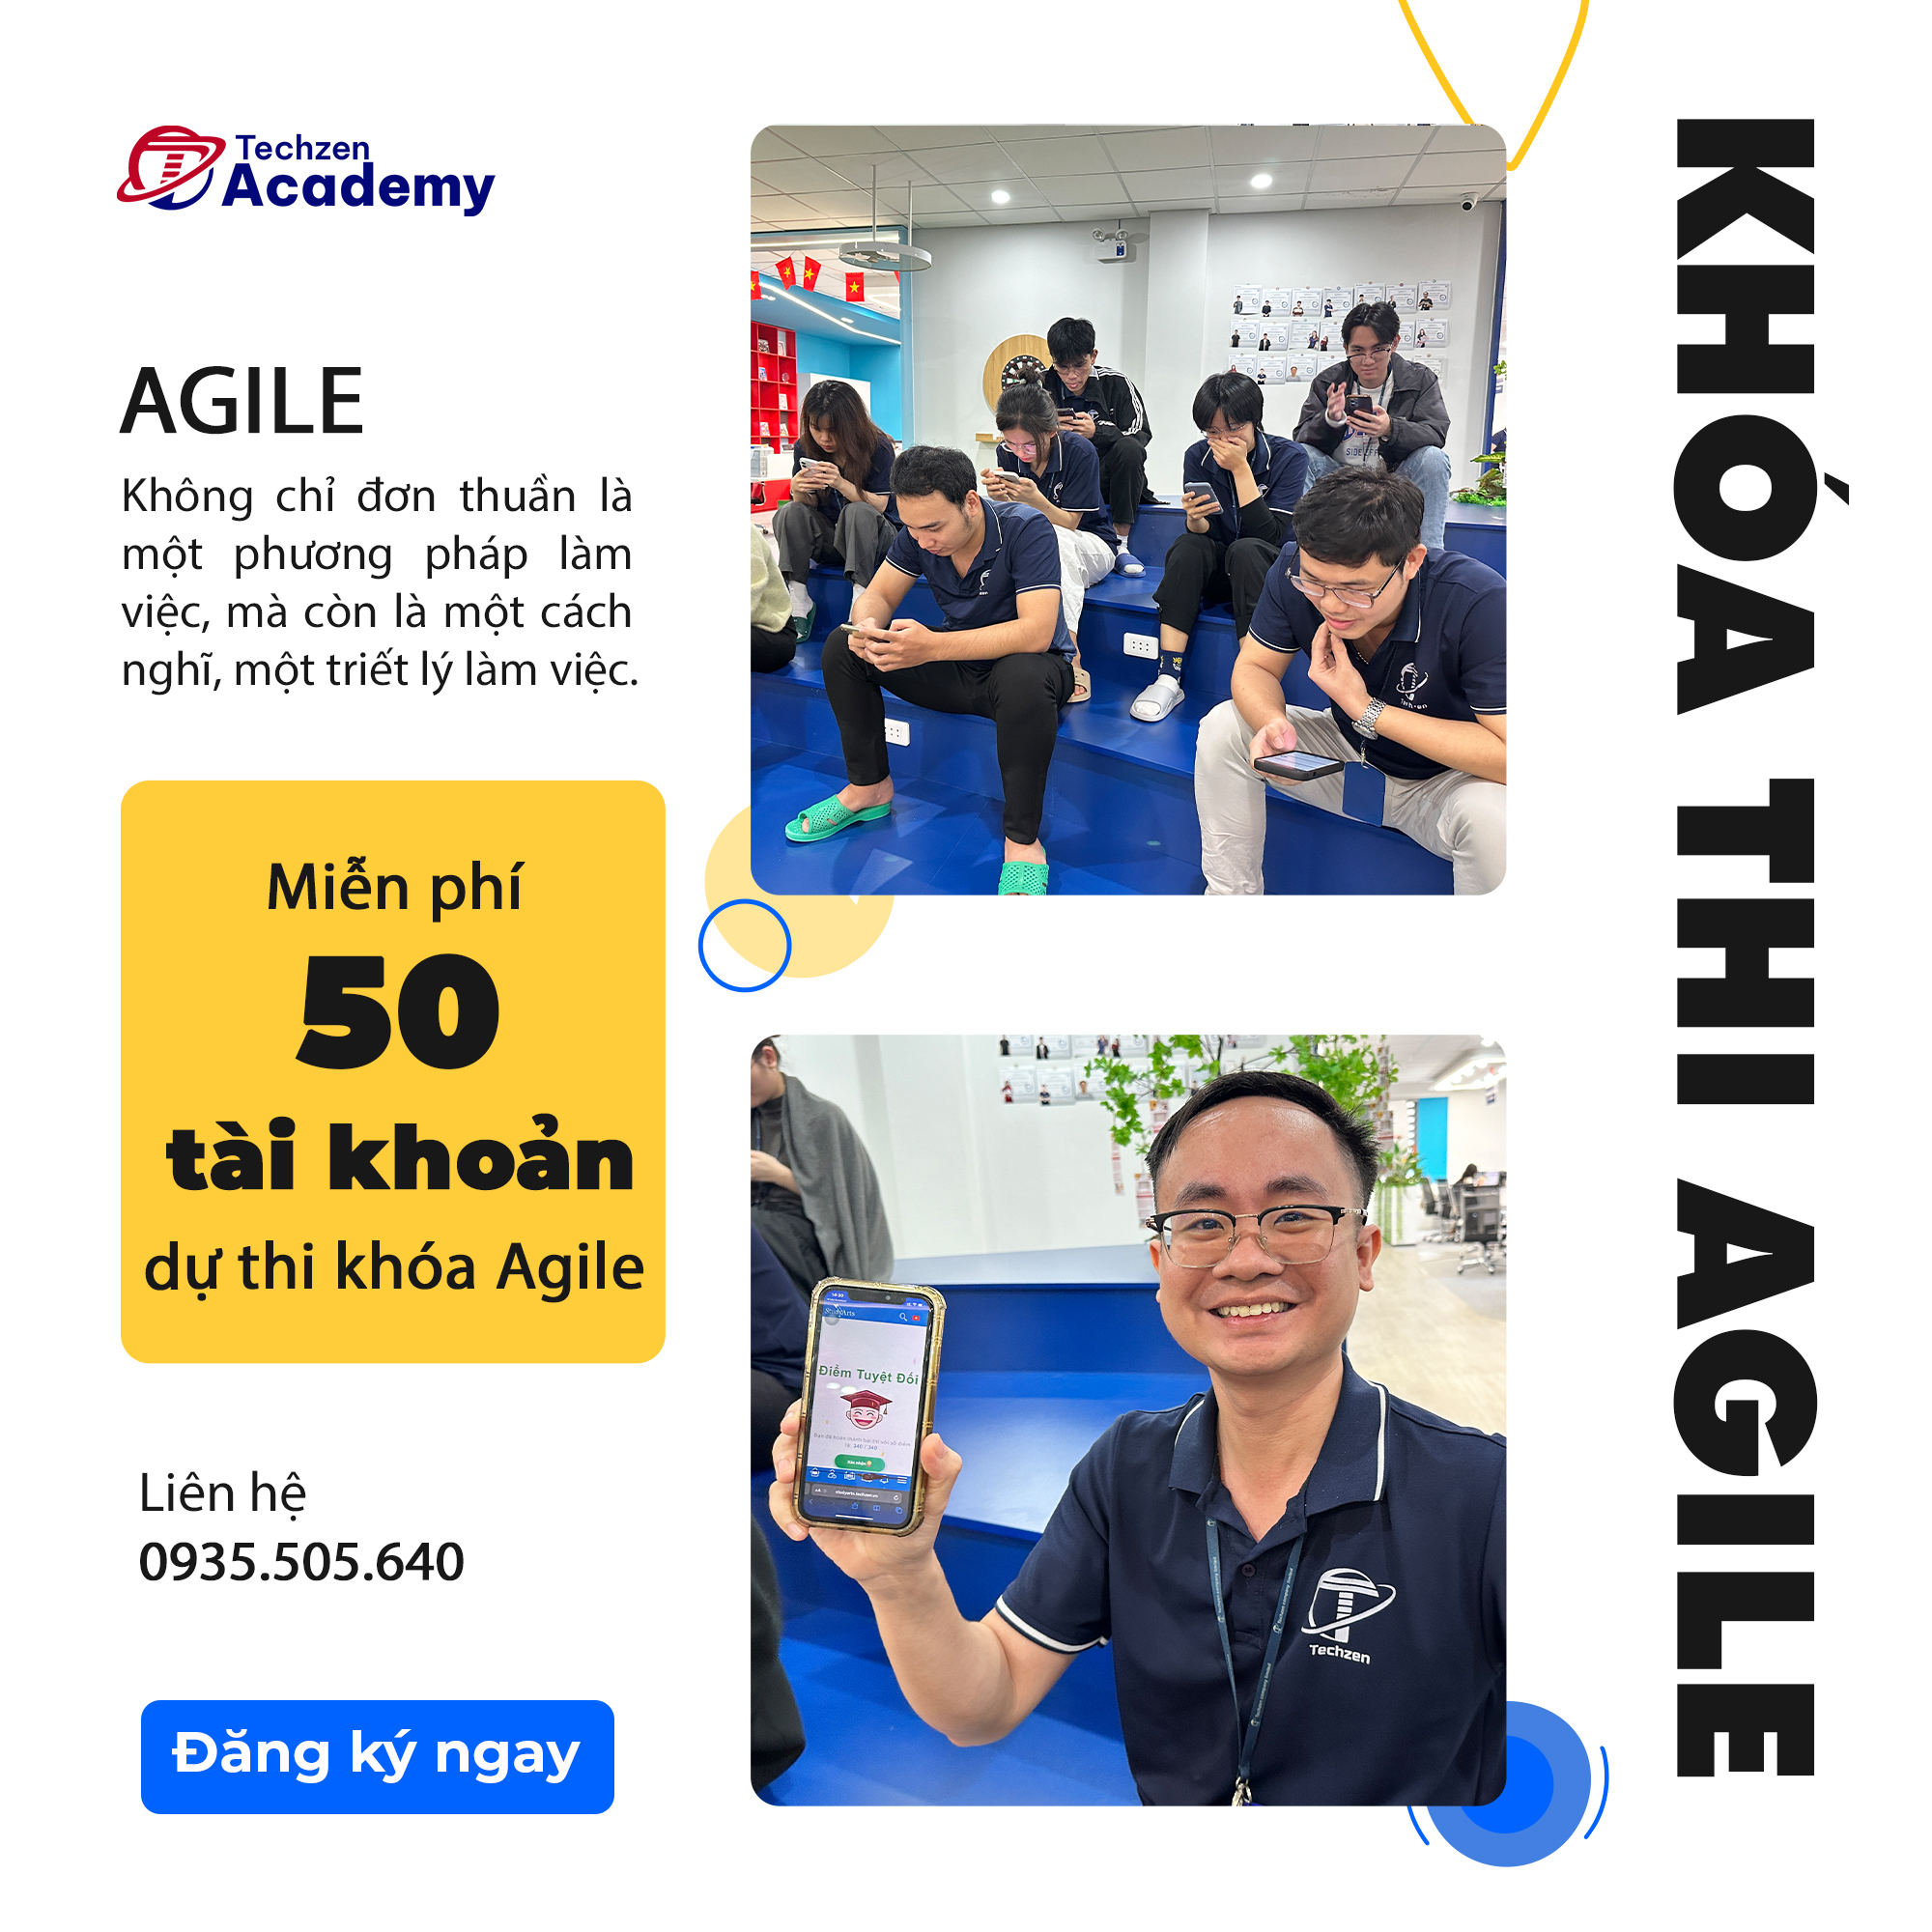 Techzen
Academy
AGILE
Không chỉ đơn thuần là
một phương pháp làm
việc, mà còn là một cách
nghĩ, một triết lý làm việc.
Miễn phí
50
tài khoản
dự thi khóa Agile
Liên hệ
0935.505.640
Đăng ký ngay
Điểm Tuyệt Đối
340 / 340
Techzen
KHÓA THI AGILE